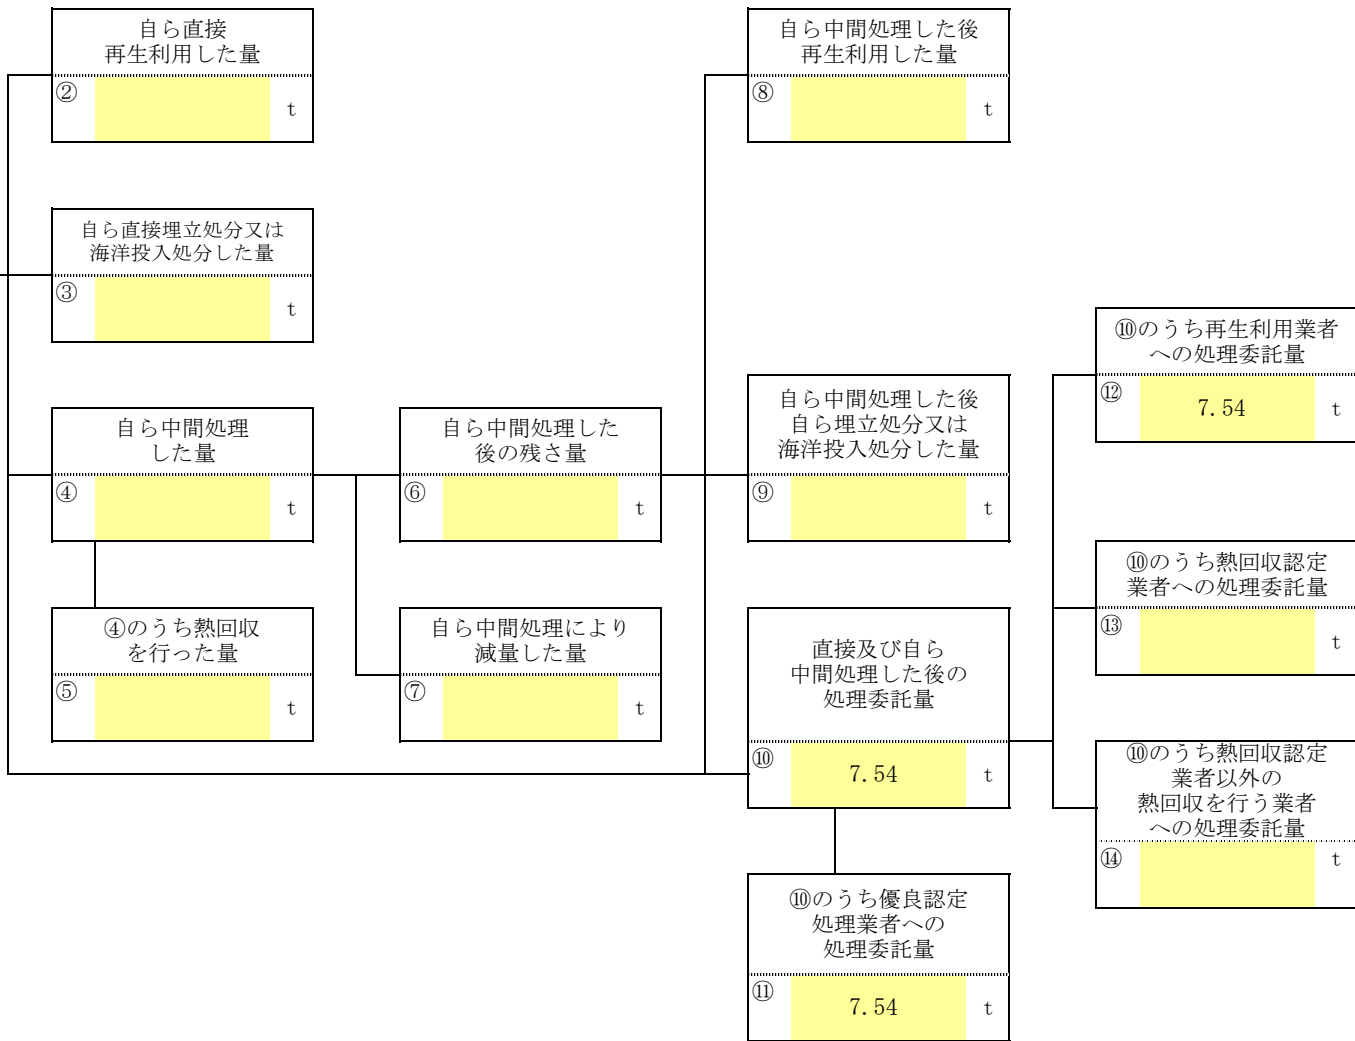 自ら直接
再生利用した量
②
t
自ら直接埋立処分又は
海洋投入処分した量
③
t
自ら中間処理
した量
④
t
④のうち熱回収
を行った量
⑤
t
自ら中間処理した
後の残さ量
⑥
t
自ら中間処理により
減量した量
⑦
t
自ら中間処理した後
再生利用した量
⑧
t
自ら中間処理した後
自ら埋立処分又は
海洋投入処分した量
⑨
t
直接及び自ら
中間処理した後の
処理委託量
⑩ 7.54 t
⑩のうち優良認定
処理業者への
処理委託量
⑪ 7.54 t
⑩のうち再生利用業者
への処理委託量
⑫ 7.54 t
⑩のうち熱回収認定
業者への処理委託量
⑬
t
⑩のうち熱回収認定
業者以外の
熱回収を行う業者
への処理委託量
⑭
t